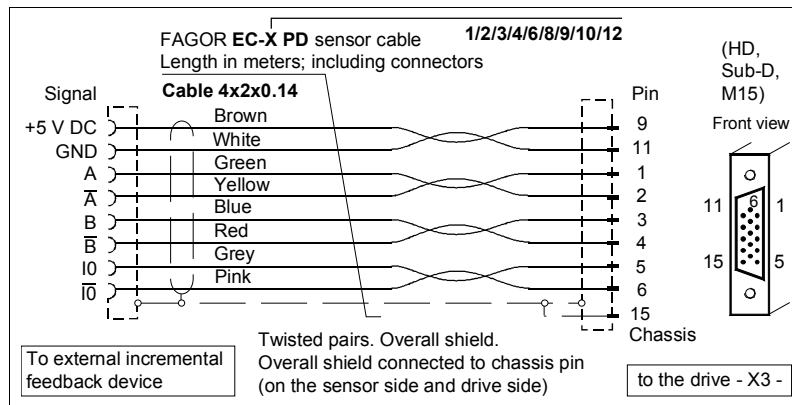 FAGOR EC-X PD sensor cable 1/2/3/4/6/8/9/10/12
Length in meters; including connectors
Cable 4x2x0.14
(HD,
Sub-D,
M15)
Front view
Signal Pin
+5 V DC Brown 9
GND White 11
A Green 1
A̅ Yellow 2
B Blue 3
B̅ Red 4
I0 Grey 5
I̅0̅ Pink 6
15
Chassis
11 6 1
15 5
To external incremental
feedback device
Twisted pairs. Overall shield.
Overall shield connected to chassis pin
(on the sensor side and drive side)
to the drive - X3 -